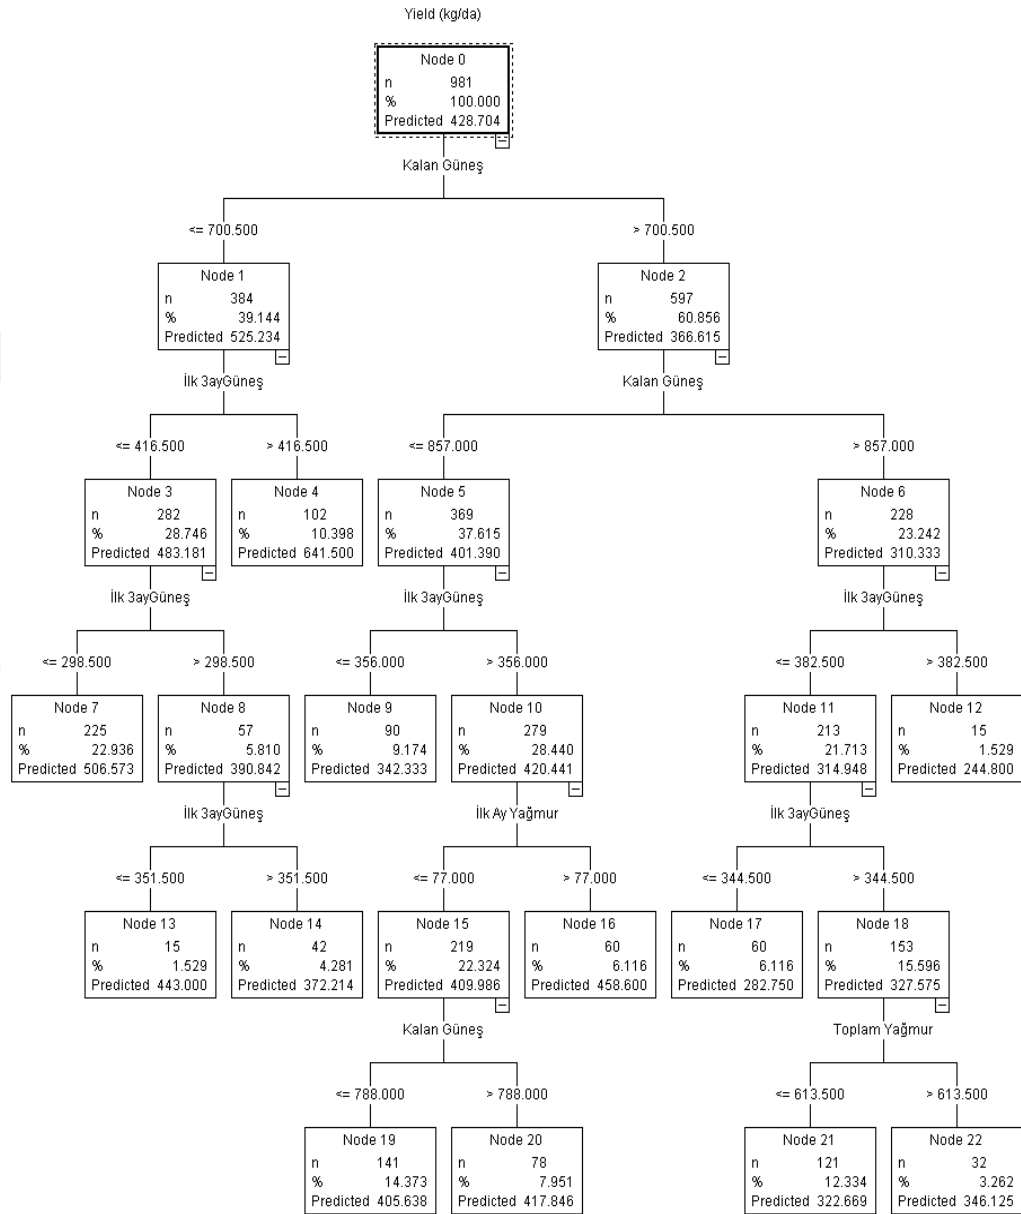 Yield (kg/da)
Node 0
n 981
% 100.000
Predicted 428.704
Kalan Güneş
<= 700.500
> 700.500
Node 1
n 384
% 39.144
Predicted 525.234
Node 2
n 597
% 60.856
Predicted 366.615
İlk 3ayGüneş
Kalan Güneş
<= 416.500
> 416.500
<= 857.000
> 857.000
Node 3
n 282
% 28.746
Predicted 483.181
Node 4
n 102
% 10.398
Predicted 641.500
Node 5
n 369
% 37.615
Predicted 401.390
Node 6
n 228
% 23.242
Predicted 310.333
İlk 3ayGüneş
İlk 3ayGüneş
İlk 3ayGüneş
<= 298.500
> 298.500
<= 356.000
> 356.000
<= 382.500
> 382.500
Node 7
n 225
% 22.936
Predicted 506.573
Node 8
n 57
% 5.810
Predicted 390.842
Node 9
n 90
% 9.174
Predicted 342.333
Node 10
n 279
% 28.440
Predicted 420.441
Node 11
n 213
% 21.713
Predicted 314.948
Node 12
n 15
% 1.529
Predicted 244.800
İlk 3ayGüneş
İlk Ay Yağmur
İlk 3ayGüneş
<= 351.500
> 351.500
<= 77.000
> 77.000
<= 344.500
> 344.500
Node 13
n 15
% 1.529
Predicted 443.000
Node 14
n 42
% 4.281
Predicted 372.214
Node 15
n 219
% 22.324
Predicted 409.986
Node 16
n 60
% 6.116
Predicted 458.600
Node 17
n 60
% 6.116
Predicted 282.750
Node 18
n 153
% 15.596
Predicted 327.575
Kalan Güneş
Toplam Yağmur
<= 788.000
> 788.000
<= 613.500
> 613.500
Node 19
n 141
% 14.373
Predicted 405.638
Node 20
n 78
% 7.951
Predicted 417.846
Node 21
n 121
% 12.334
Predicted 322.669
Node 22
n 32
% 3.262
Predicted 346.125